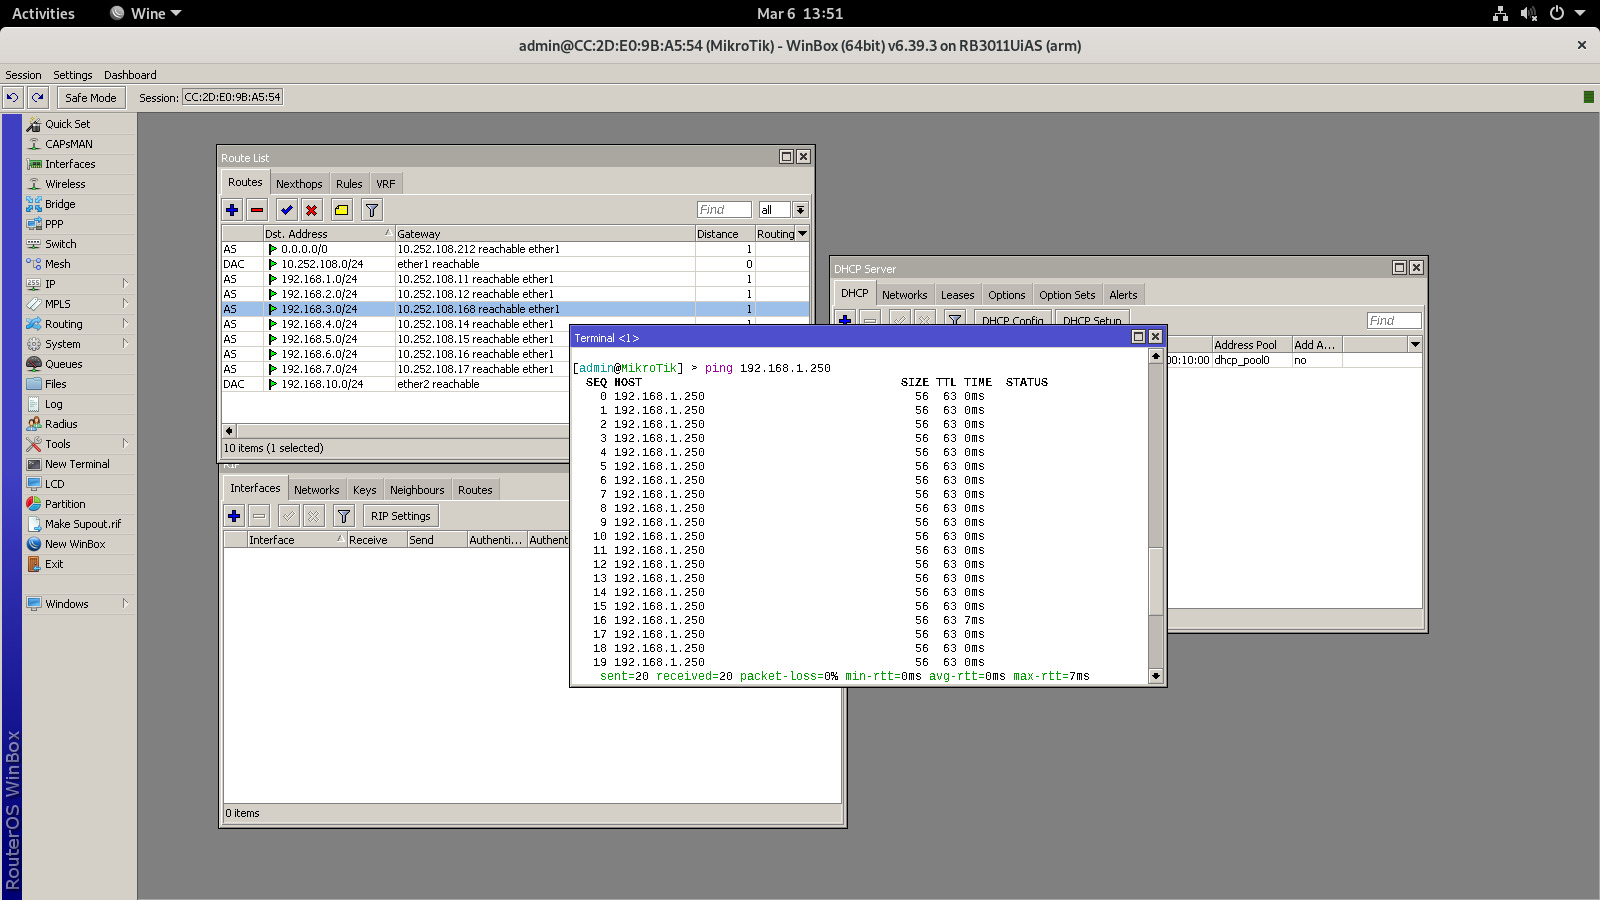 Activities Wine Mar 6 13:51
admin@CC:2D:E0:9B:A5:54 (MikroTik) - WinBox (64bit) v6.39.3 on RB3011UiAS (arm)
Session Settings Dashboard
Safe Mode Session: CC:2D:E0:9B:A5:54
Quick Set
CAPsMAN
Interfaces
Wireless
Bridge
PPP
Switch
Mesh
IP
MPLS
Routing
System
Queues
Files
Log
Radius
Tools
New Terminal
LCD
Partition
Make Supout.rif
New WinBox
Exit
Windows
RouterOS WinBox
Route List
Routes Nexthops Rules VRF
Find all
Dst. Address Gateway Distance Routing
AS 0.0.0.0/0 10.252.108.212 reachable ether1 1
DAC 10.252.108.0/24 ether1 reachable 0
AS 192.168.1.0/24 10.252.108.11 reachable ether1 1
AS 192.168.2.0/24 10.252.108.12 reachable ether1 1
AS 192.168.3.0/24 10.252.108.168 reachable ether1 1
AS 192.168.4.0/24 10.252.108.14 reachable ether1 1
AS 192.168.5.0/24 10.252.108.15 reachable ether1
AS 192.168.6.0/24 10.252.108.16 reachable ether1
AS 192.168.7.0/24 10.252.108.17 reachable ether1
DAC 192.168.10.0/24 ether2 reachable
10 items (1 selected)
RIP
Interfaces Networks Keys Neighbours Routes
RIP Settings
Interface Receive Send Authenti... Authent
0 items
DHCP Server
DHCP Networks Leases Options Option Sets Alerts
DHCP Config DHCP Setup Find
Address Pool Add A...
00:10:00 dhcp_pool0 no
Terminal <1>
[admin@MikroTik] > ping 192.168.1.250
SEQ HOST SIZE TTL TIME STATUS
0 192.168.1.250 56 63 0ms
1 192.168.1.250 56 63 0ms
2 192.168.1.250 56 63 0ms
3 192.168.1.250 56 63 0ms
4 192.168.1.250 56 63 0ms
5 192.168.1.250 56 63 0ms
6 192.168.1.250 56 63 0ms
7 192.168.1.250 56 63 0ms
8 192.168.1.250 56 63 0ms
9 192.168.1.250 56 63 0ms
10 192.168.1.250 56 63 0ms
11 192.168.1.250 56 63 0ms
12 192.168.1.250 56 63 0ms
13 192.168.1.250 56 63 0ms
14 192.168.1.250 56 63 0ms
15 192.168.1.250 56 63 0ms
16 192.168.1.250 56 63 7ms
17 192.168.1.250 56 63 0ms
18 192.168.1.250 56 63 0ms
19 192.168.1.250 56 63 0ms
sent=20 received=20 packet-loss=0% min-rtt=0ms avg-rtt=0ms max-rtt=7ms